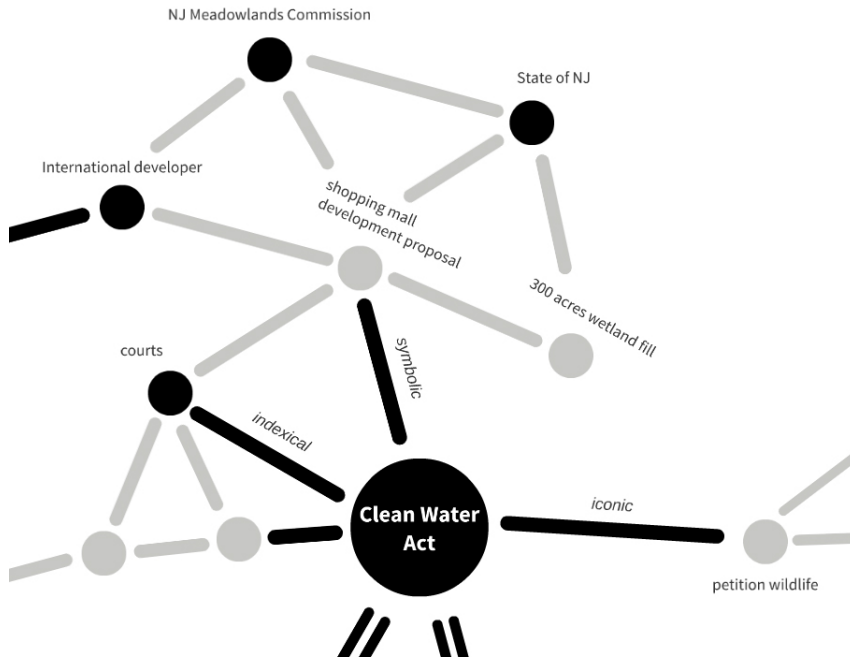 NJ Meadowlands Commission
State of NJ
International developer
shopping mall
development proposal
300 acres wetland fill
courts
symbolic
indexical
Clean Water
Act
iconic
petition wildlife